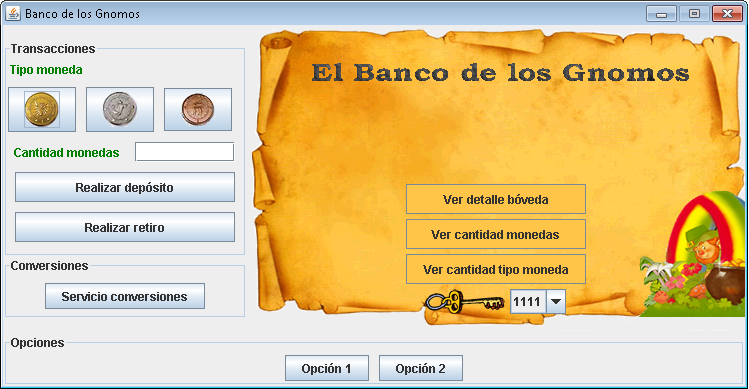 Banco de los Gnomos
Transacciones
Tipo moneda
Cantidad monedas
Realizar depósito
Realizar retiro
Conversiones
Servicio conversiones
El Banco de los Gnomos
Ver detalle bóveda
Ver cantidad monedas
Ver cantidad tipo moneda
1111
Opciones
Opción 1
Opción 2